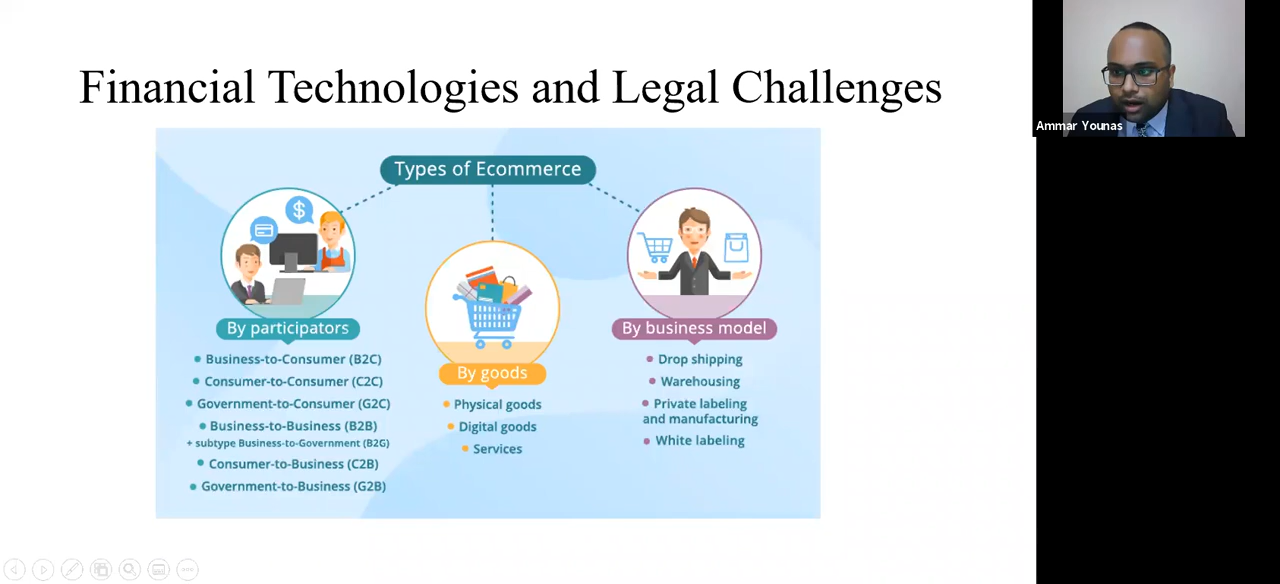 Financial Technologies and Legal Challenges
Ammar Younas
Types of Ecommerce
By participators
Business-to-Consumer (B2C)
Consumer-to-Consumer (C2C)
Government-to-Consumer (G2C)
Business-to-Business (B2B)
+ subtype Business-to-Government (B2G)
Consumer-to-Business (C2B)
Government-to-Business (G2B)
By goods
Physical goods
Digital goods
Services
By business model
Drop shipping
Warehousing
Private labeling
and manufacturing
White labeling